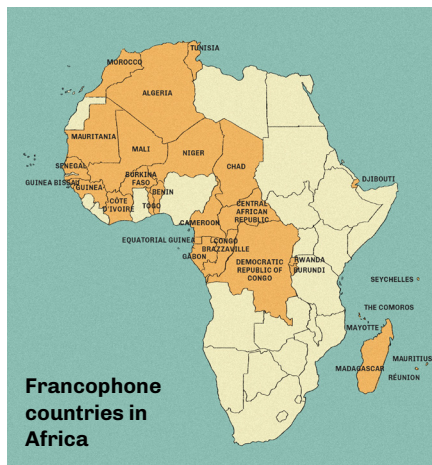 TUNISIA
MOROCCO
ALGERIA
MAURITANIA
MALI
NIGER
CHAD
SENEGAL
BURKINA
FASO
DJIBOUTI
GUINEA BISSAU
GUINEA
BENIN
CÔTE
D'IVOIRE
TOGO
CENTRAL
AFRICAN
REPUBLIC
CAMEROON
EQUATORIAL GUINEA
CONGO
BRAZZAVILLE
GABON
DEMOCRATIC
REPUBLIC OF
CONGO
RWANDA
BURUNDI
SEYCHELLES
THE COMOROS
MAYOTTE
MAURITIUS
MADAGASCAR
RÉUNION
Francophone
countries in
Africa